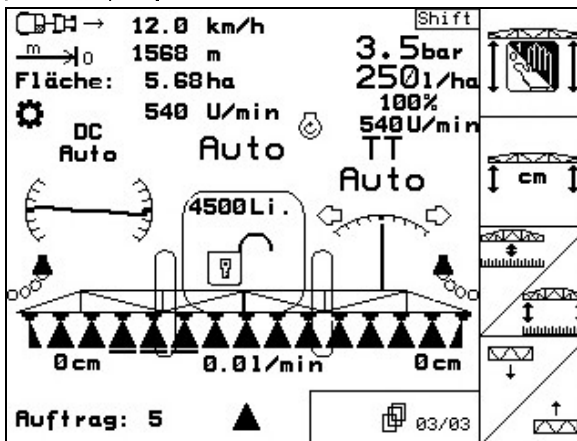 Shift
12.0 km/h
m 0 1568 m
3.5bar
Fläche: 5.68ha
250l/ha
100%
540 U/min
540U/min
DC
Auto
Auto
TT
Auto
cm
4500Li.
0cm
0.0l/min
0cm
Auftrag: 5
03/03